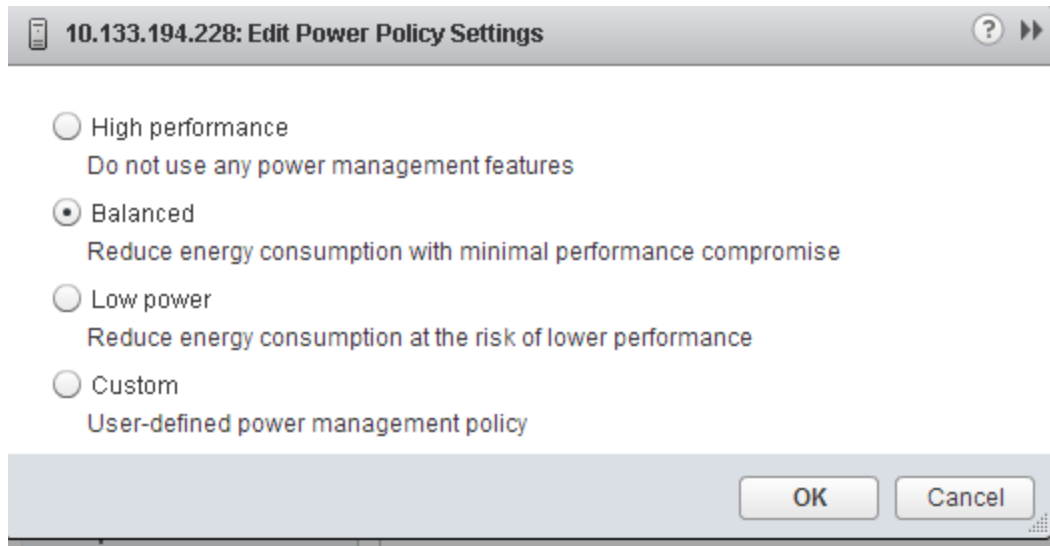 10.133.194.228: Edit Power Policy Settings ?
High performance
Do not use any power management features
Balanced
Reduce energy consumption with minimal performance compromise
Low power
Reduce energy consumption at the risk of lower performance
Custom
User-defined power management policy
OK Cancel